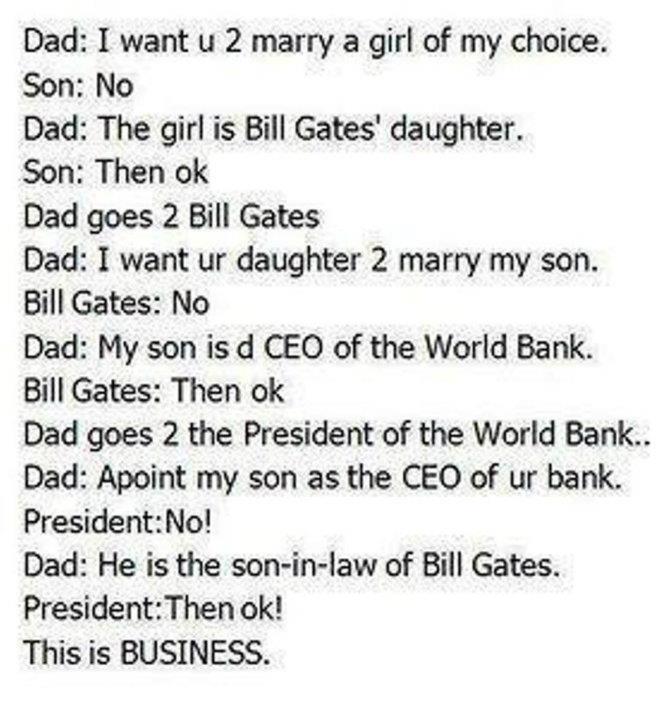 Dad: I want u 2 marry a girl of my choice.
Son: No
Dad: The girl is Bill Gates' daughter.
Son: Then ok
Dad goes 2 Bill Gates
Dad: I want ur daughter 2 marry my son.
Bill Gates: No
Dad: My son is d CEO of the World Bank.
Bill Gates: Then ok
Dad goes 2 the President of the World Bank..
Dad: Apoint my son as the CEO of ur bank.
President:No!
Dad: He is the son-in-law of Bill Gates.
President:Then ok!
This is BUSINESS.